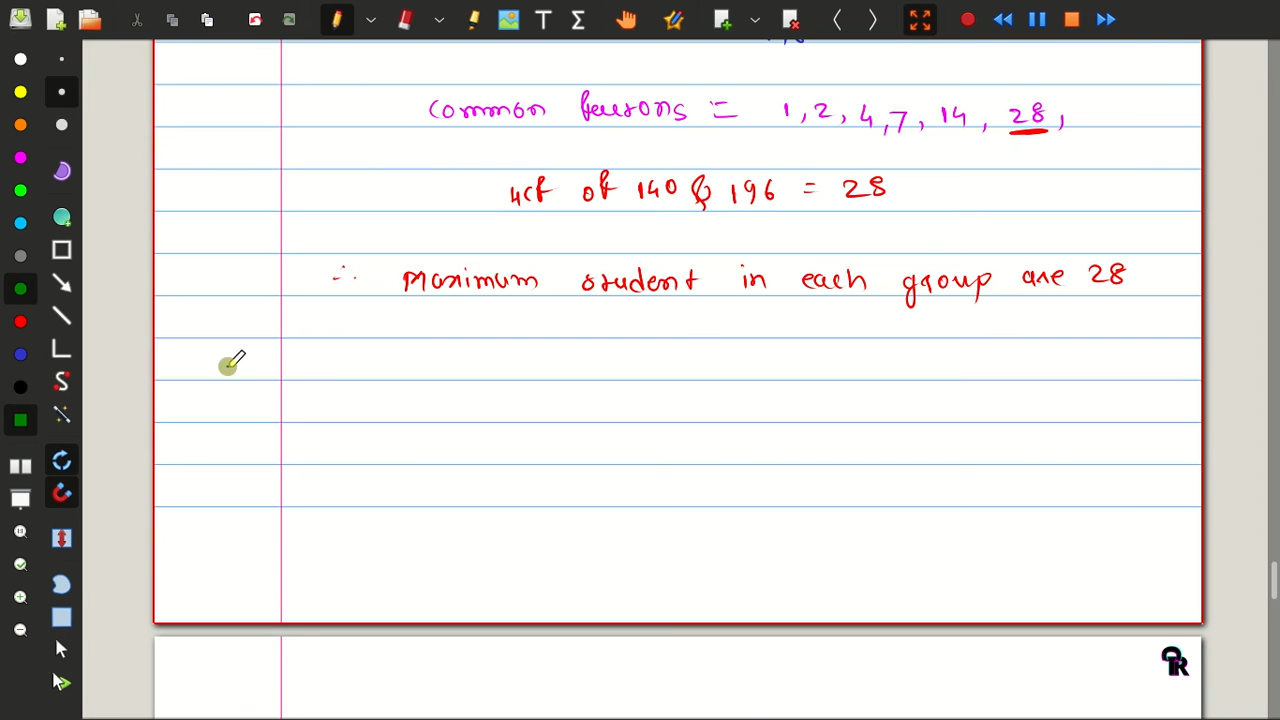 common factors = 1, 2, 4, 7, 14, 28,
HCF of 140 & 196 = 28
∴ Maximum student in each group are 28